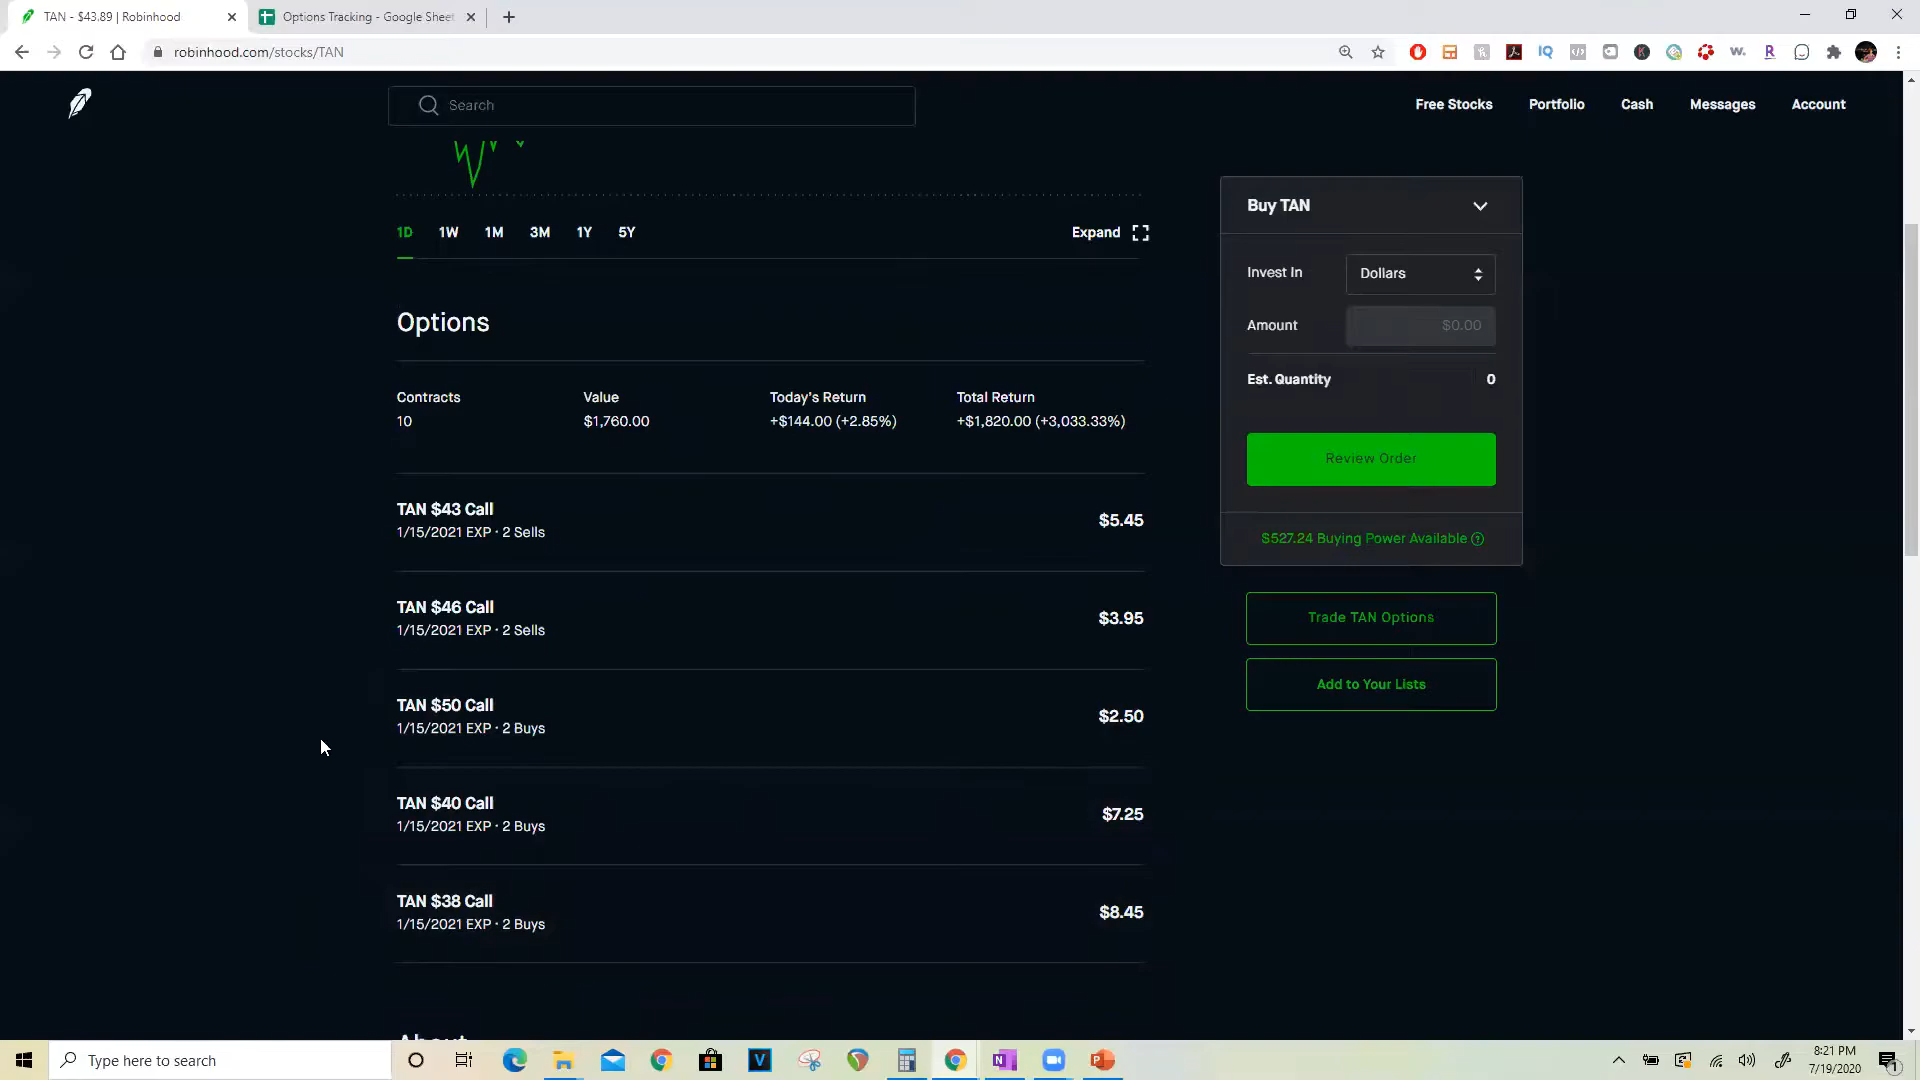 TAN - $43.89 | Robinhood
Options Tracking - Google Sheet
robinhood.com/stocks/TAN
Search
Free Stocks
Portfolio
Cash
Messages
Account
1D
1W
1M
3M
1Y
5Y
Expand
Options
Contracts
Value
Today's Return
Total Return
10
$1,760.00
+$144.00 (+2.85%)
+$1,820.00 (+3,033.33%)
TAN $43 Call
1/15/2021 EXP · 2 Sells
$5.45
TAN $46 Call
1/15/2021 EXP · 2 Sells
$3.95
TAN $50 Call
1/15/2021 EXP · 2 Buys
$2.50
TAN $40 Call
1/15/2021 EXP · 2 Buys
$7.25
TAN $38 Call
1/15/2021 EXP · 2 Buys
$8.45
About
Buy TAN
Invest In
Dollars
Amount
$0.00
Est. Quantity
0
Review Order
$527.24 Buying Power Available
Trade TAN Options
Add to Your Lists
Type here to search
8:21 PM
7/19/2020